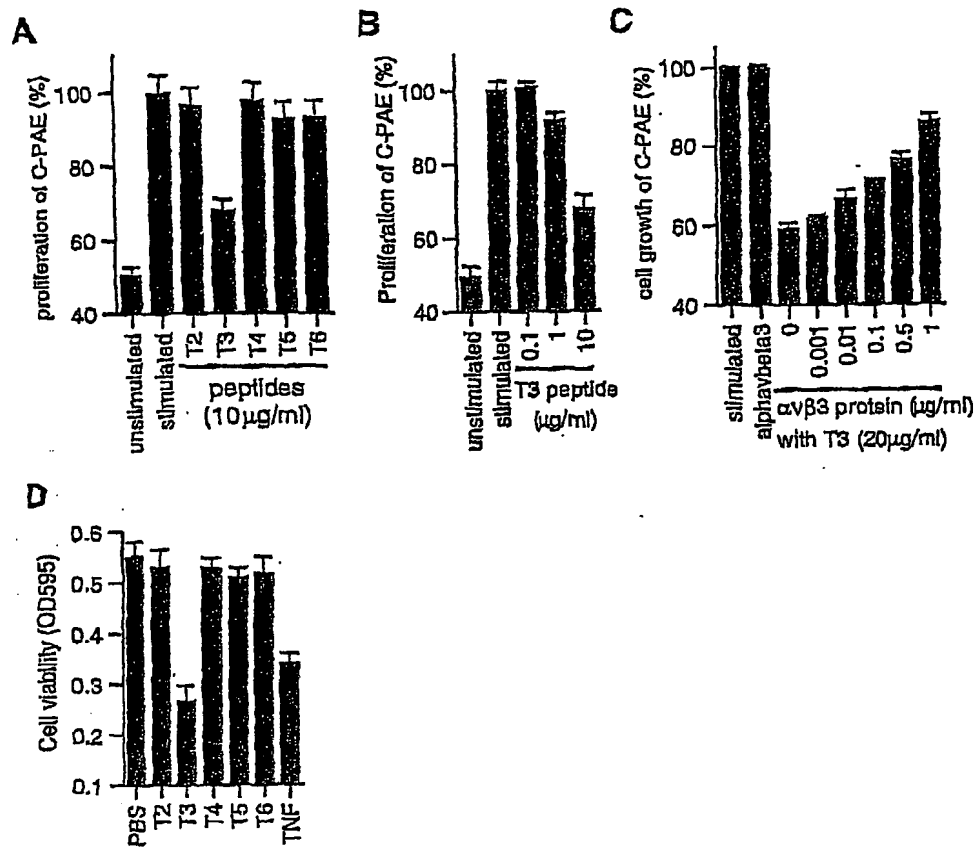 A
proliferation of C-PAE (%)
100
80
60
40
unstimulated
stimulated
T2
T3
T4
T5
T6
peptides
(10μg/ml)
B
Proliferation of C-PAE (%)
100
80
60
40
unstimulated
stimulated
0.1
1
10
T3 peptide
(μg/ml)
C
cell growth of C-PAE (%)
100
80
60
40
stimulated
alphavbeta3
0
0.001
0.01
0.1
0.5
1
αvβ3 protein (μg/ml)
with T3 (20μg/ml)
D
Cell viability (OD595)
0.6
0.5
0.4
0.3
0.2
0.1
PBS
T2
T3
T4
T5
T6
TNF